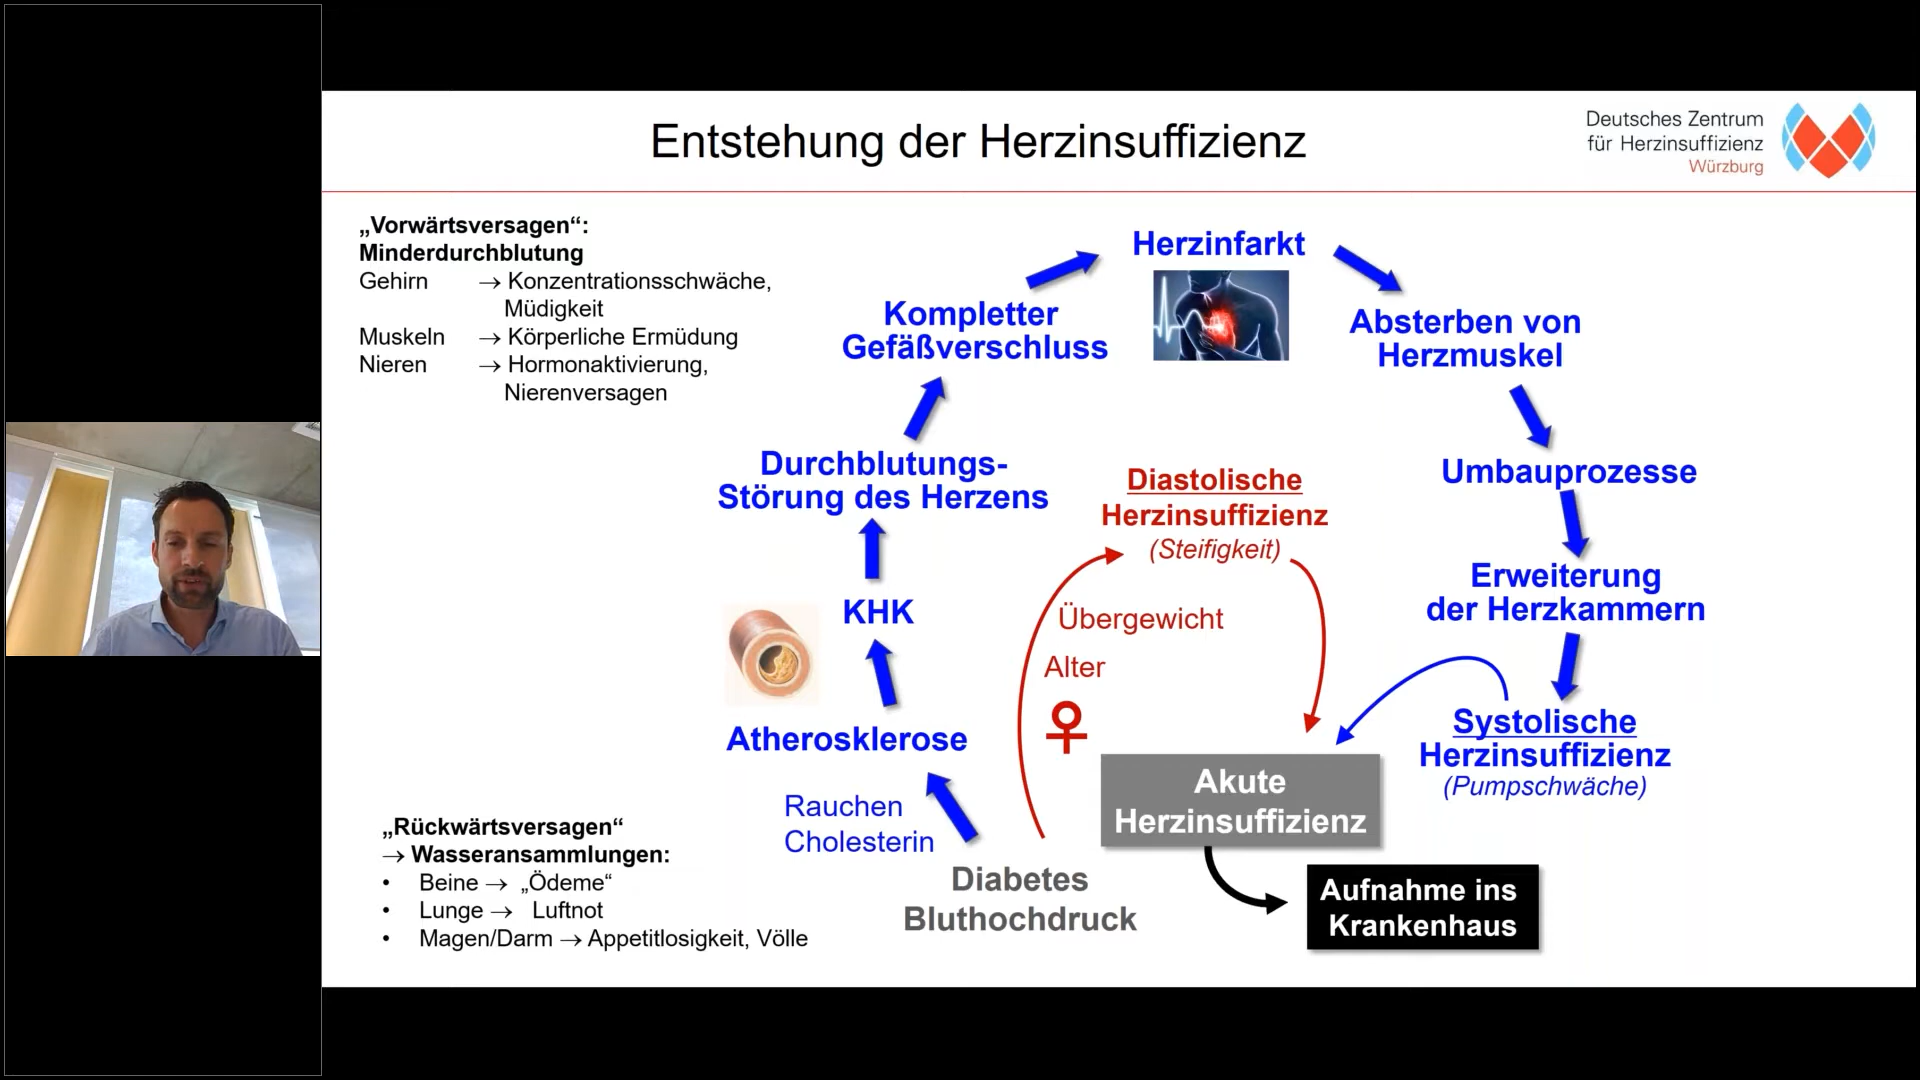 Entstehung der Herzinsuffizienz
Deutsches Zentrum
für Herzinsuffizienz
Würzburg
„Vorwärtsversagen“:
Minderdurchblutung
Gehirn → Konzentrationsschwäche,
Müdigkeit
Muskeln → Körperliche Ermüdung
Nieren → Hormonaktivierung,
Nierenversagen
Herzinfarkt
Kompletter
Gefäßverschluss
Absterben von
Herzmuskel
Durchblutungs-
Störung des Herzens
Diastolische
Herzinsuffizienz
(Steifigkeit)
Umbauprozesse
Erweiterung
der Herzkammern
KHK
Übergewicht
Alter
♀
Atherosklerose
Systolische
Herzinsuffizienz
(Pumpschwäche)
Rauchen
Cholesterin
Akute
Herzinsuffizienz
Diabetes
Bluthochdruck
Aufnahme ins
Krankenhaus
„Rückwärtsversagen“
→ Wasseransammlungen:
• Beine → „Ödeme“
• Lunge → Luftnot
• Magen/Darm → Appetitlosigkeit, Völle